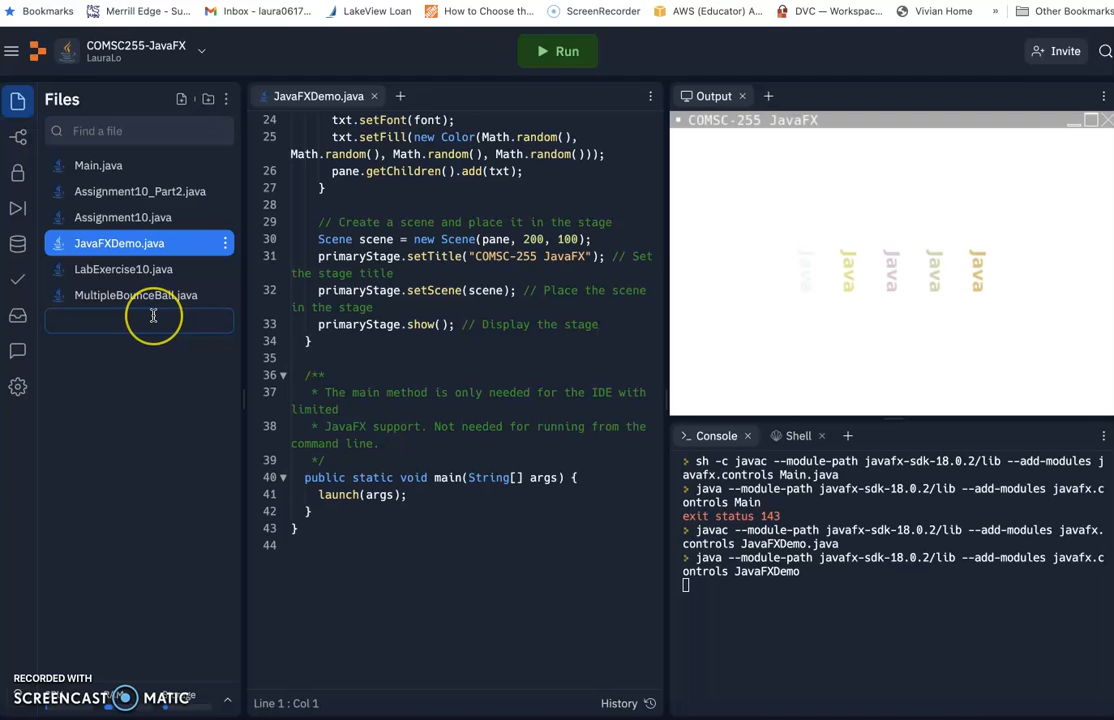 Bookmarks Merrill Edge - Su... Inbox - laura0617... LakeView Loan How to Choose the... ScreenRecorder AWS (Educator) A... DVC — Workspac... Vivian Home » Other Bookmarks
COMSC255-JavaFX
LauraLo
Run
Invite
Files
Find a file
Main.java
Assignment10_Part2.java
Assignment10.java
JavaFXDemo.java
LabExercise10.java
MultipleBounceBall.java
JavaFXDemo.java × +
24 txt.setFont(font);
25 txt.setFill(new Color(Math.random(),
Math.random(), Math.random(), Math.random()));
26 pane.getChildren().add(txt);
27 }
28
29 // Create a scene and place it in the stage
30 Scene scene = new Scene(pane, 200, 100);
31 primaryStage.setTitle("COMSC-255 JavaFX"); // Set
the stage title
32 primaryStage.setScene(scene); // Place the scene
in the stage
33 primaryStage.show(); // Display the stage
34 }
35
36 /**
37 * The main method is only needed for the IDE with
limited
38 * JavaFX support. Not needed for running from the
command line.
39 */
40 public static void main(String[] args) {
41 launch(args);
42 }
43 }
44
Line 1 : Col 1 History
Output × +
COMSC-255 JavaFX
Java Java Java Java Java
Console × Shell × +
> sh -c javac --module-path javafx-sdk-18.0.2/lib --add-modules j
avafx.controls Main.java
> java --module-path javafx-sdk-18.0.2/lib --add-modules javafx.c
ontrols Main
exit status 143
> javac --module-path javafx-sdk-18.0.2/lib --add-modules javafx.
controls JavaFXDemo.java
> java --module-path javafx-sdk-18.0.2/lib --add-modules javafx.c
ontrols JavaFXDemo
RECORDED WITH
SCREENCAST MATIC